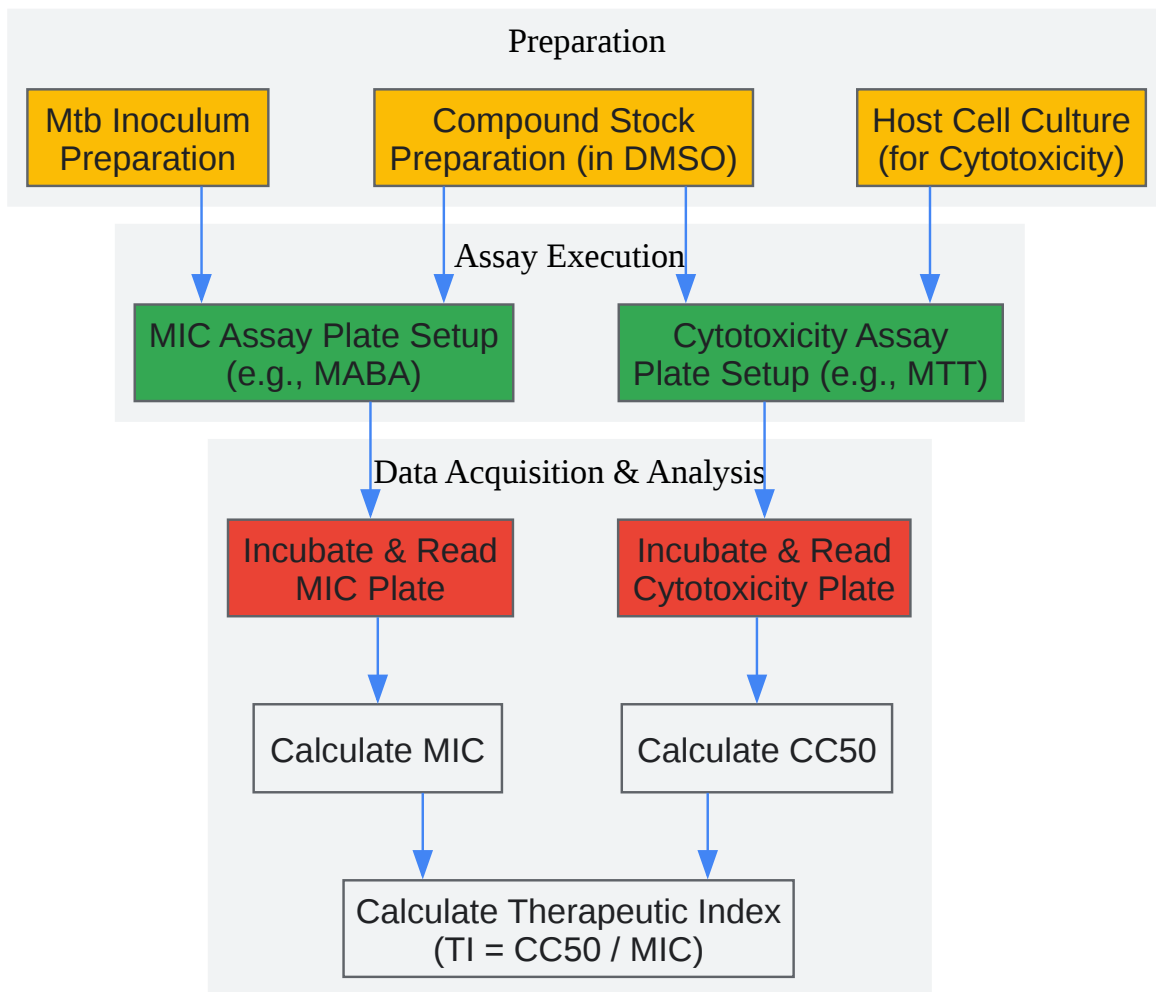 Preparation
Mtb Inoculum
Preparation
Compound Stock
Preparation (in DMSO)
Host Cell Culture
(for Cytotoxicity)
Assay Execution
MIC Assay Plate Setup
(e.g., MABA)
Cytotoxicity Assay
Plate Setup (e.g., MTT)
Data Acquisition & Analysis
Incubate & Read
MIC Plate
Incubate & Read
Cytotoxicity Plate
Calculate MIC
Calculate CC50
Calculate Therapeutic Index
(TI = CC50 / MIC)